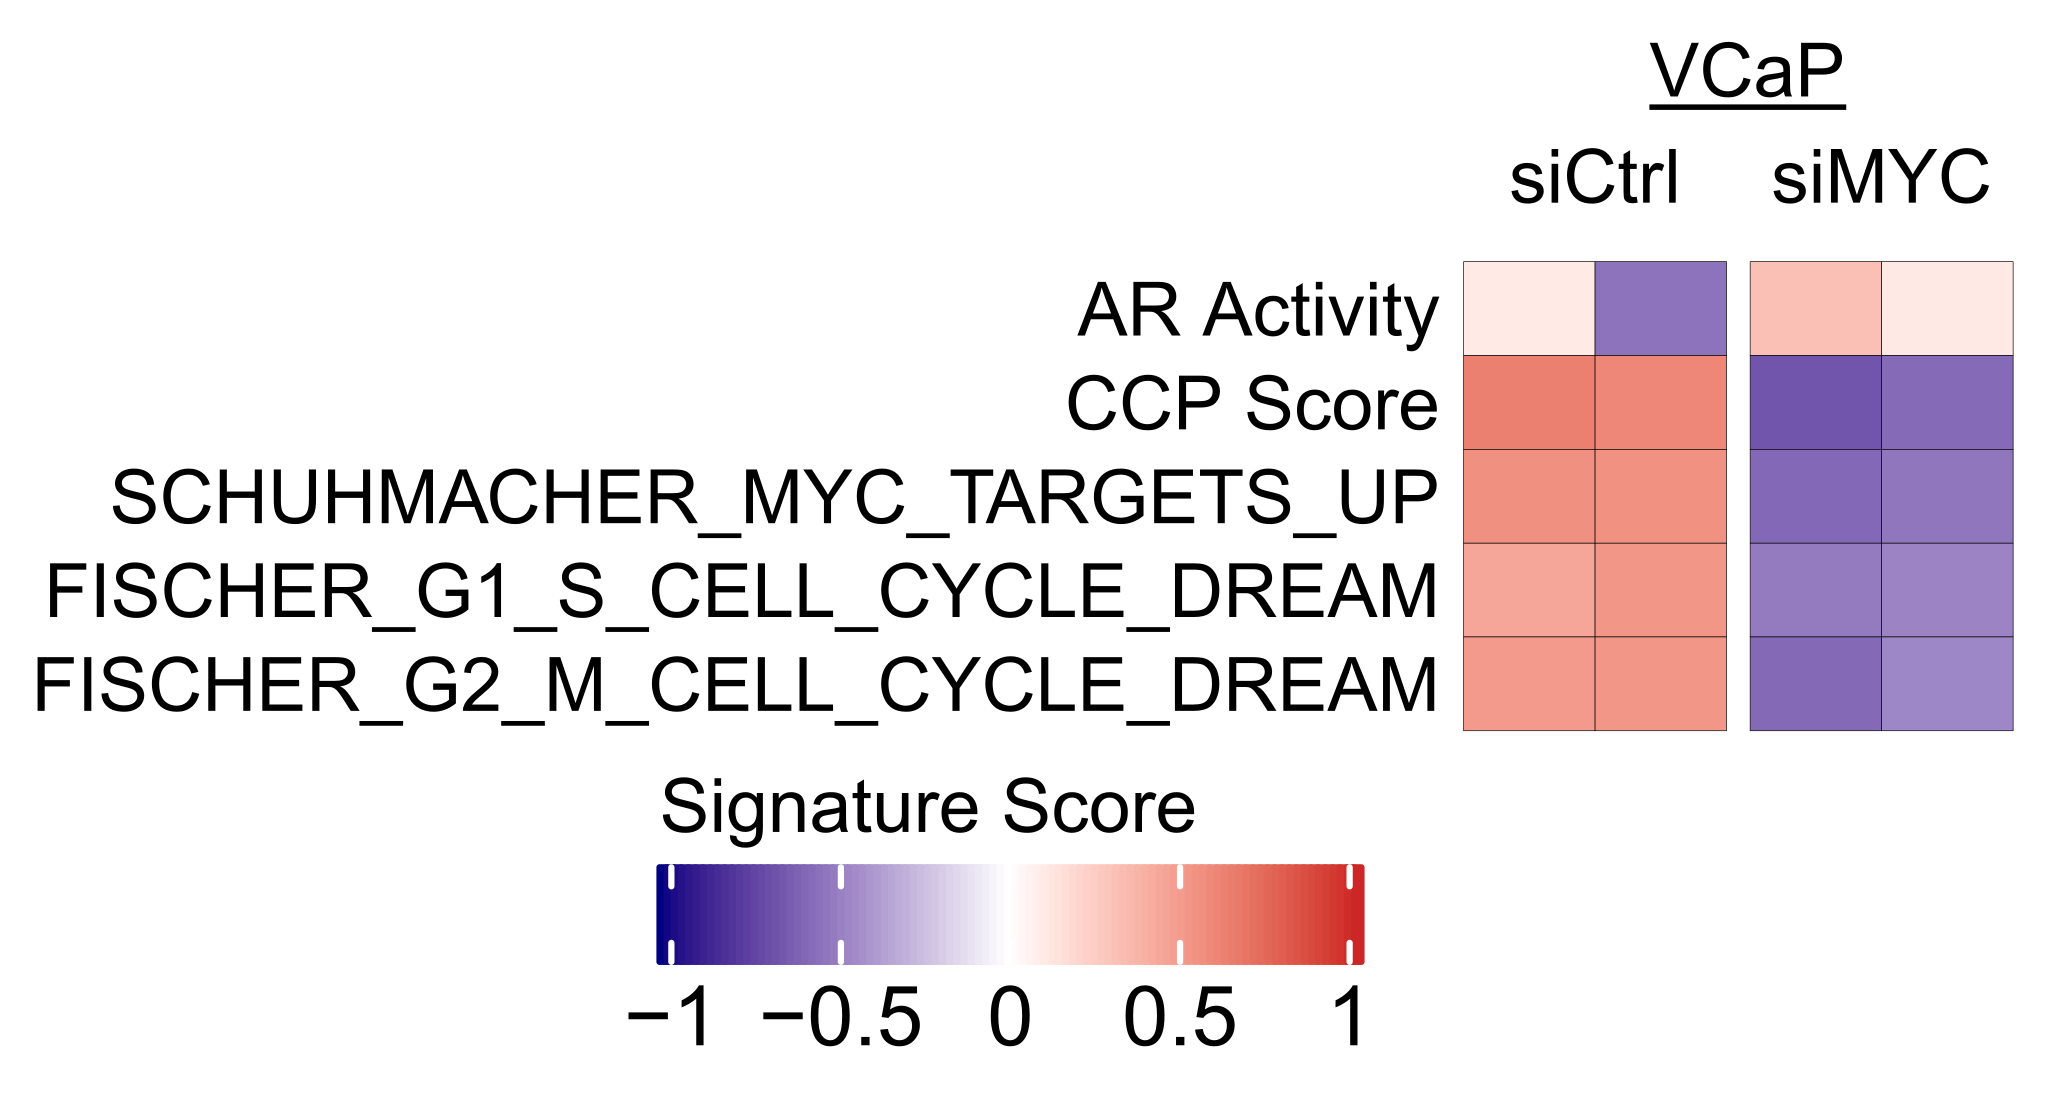 VCaP
siCtrl siMYC
AR Activity
CCP Score
SCHUHMACHER_MYC_TARGETS_UP
FISCHER_G1_S_CELL_CYCLE_DREAM
FISCHER_G2_M_CELL_CYCLE_DREAM
Signature Score
−1 −0.5 0 0.5 1